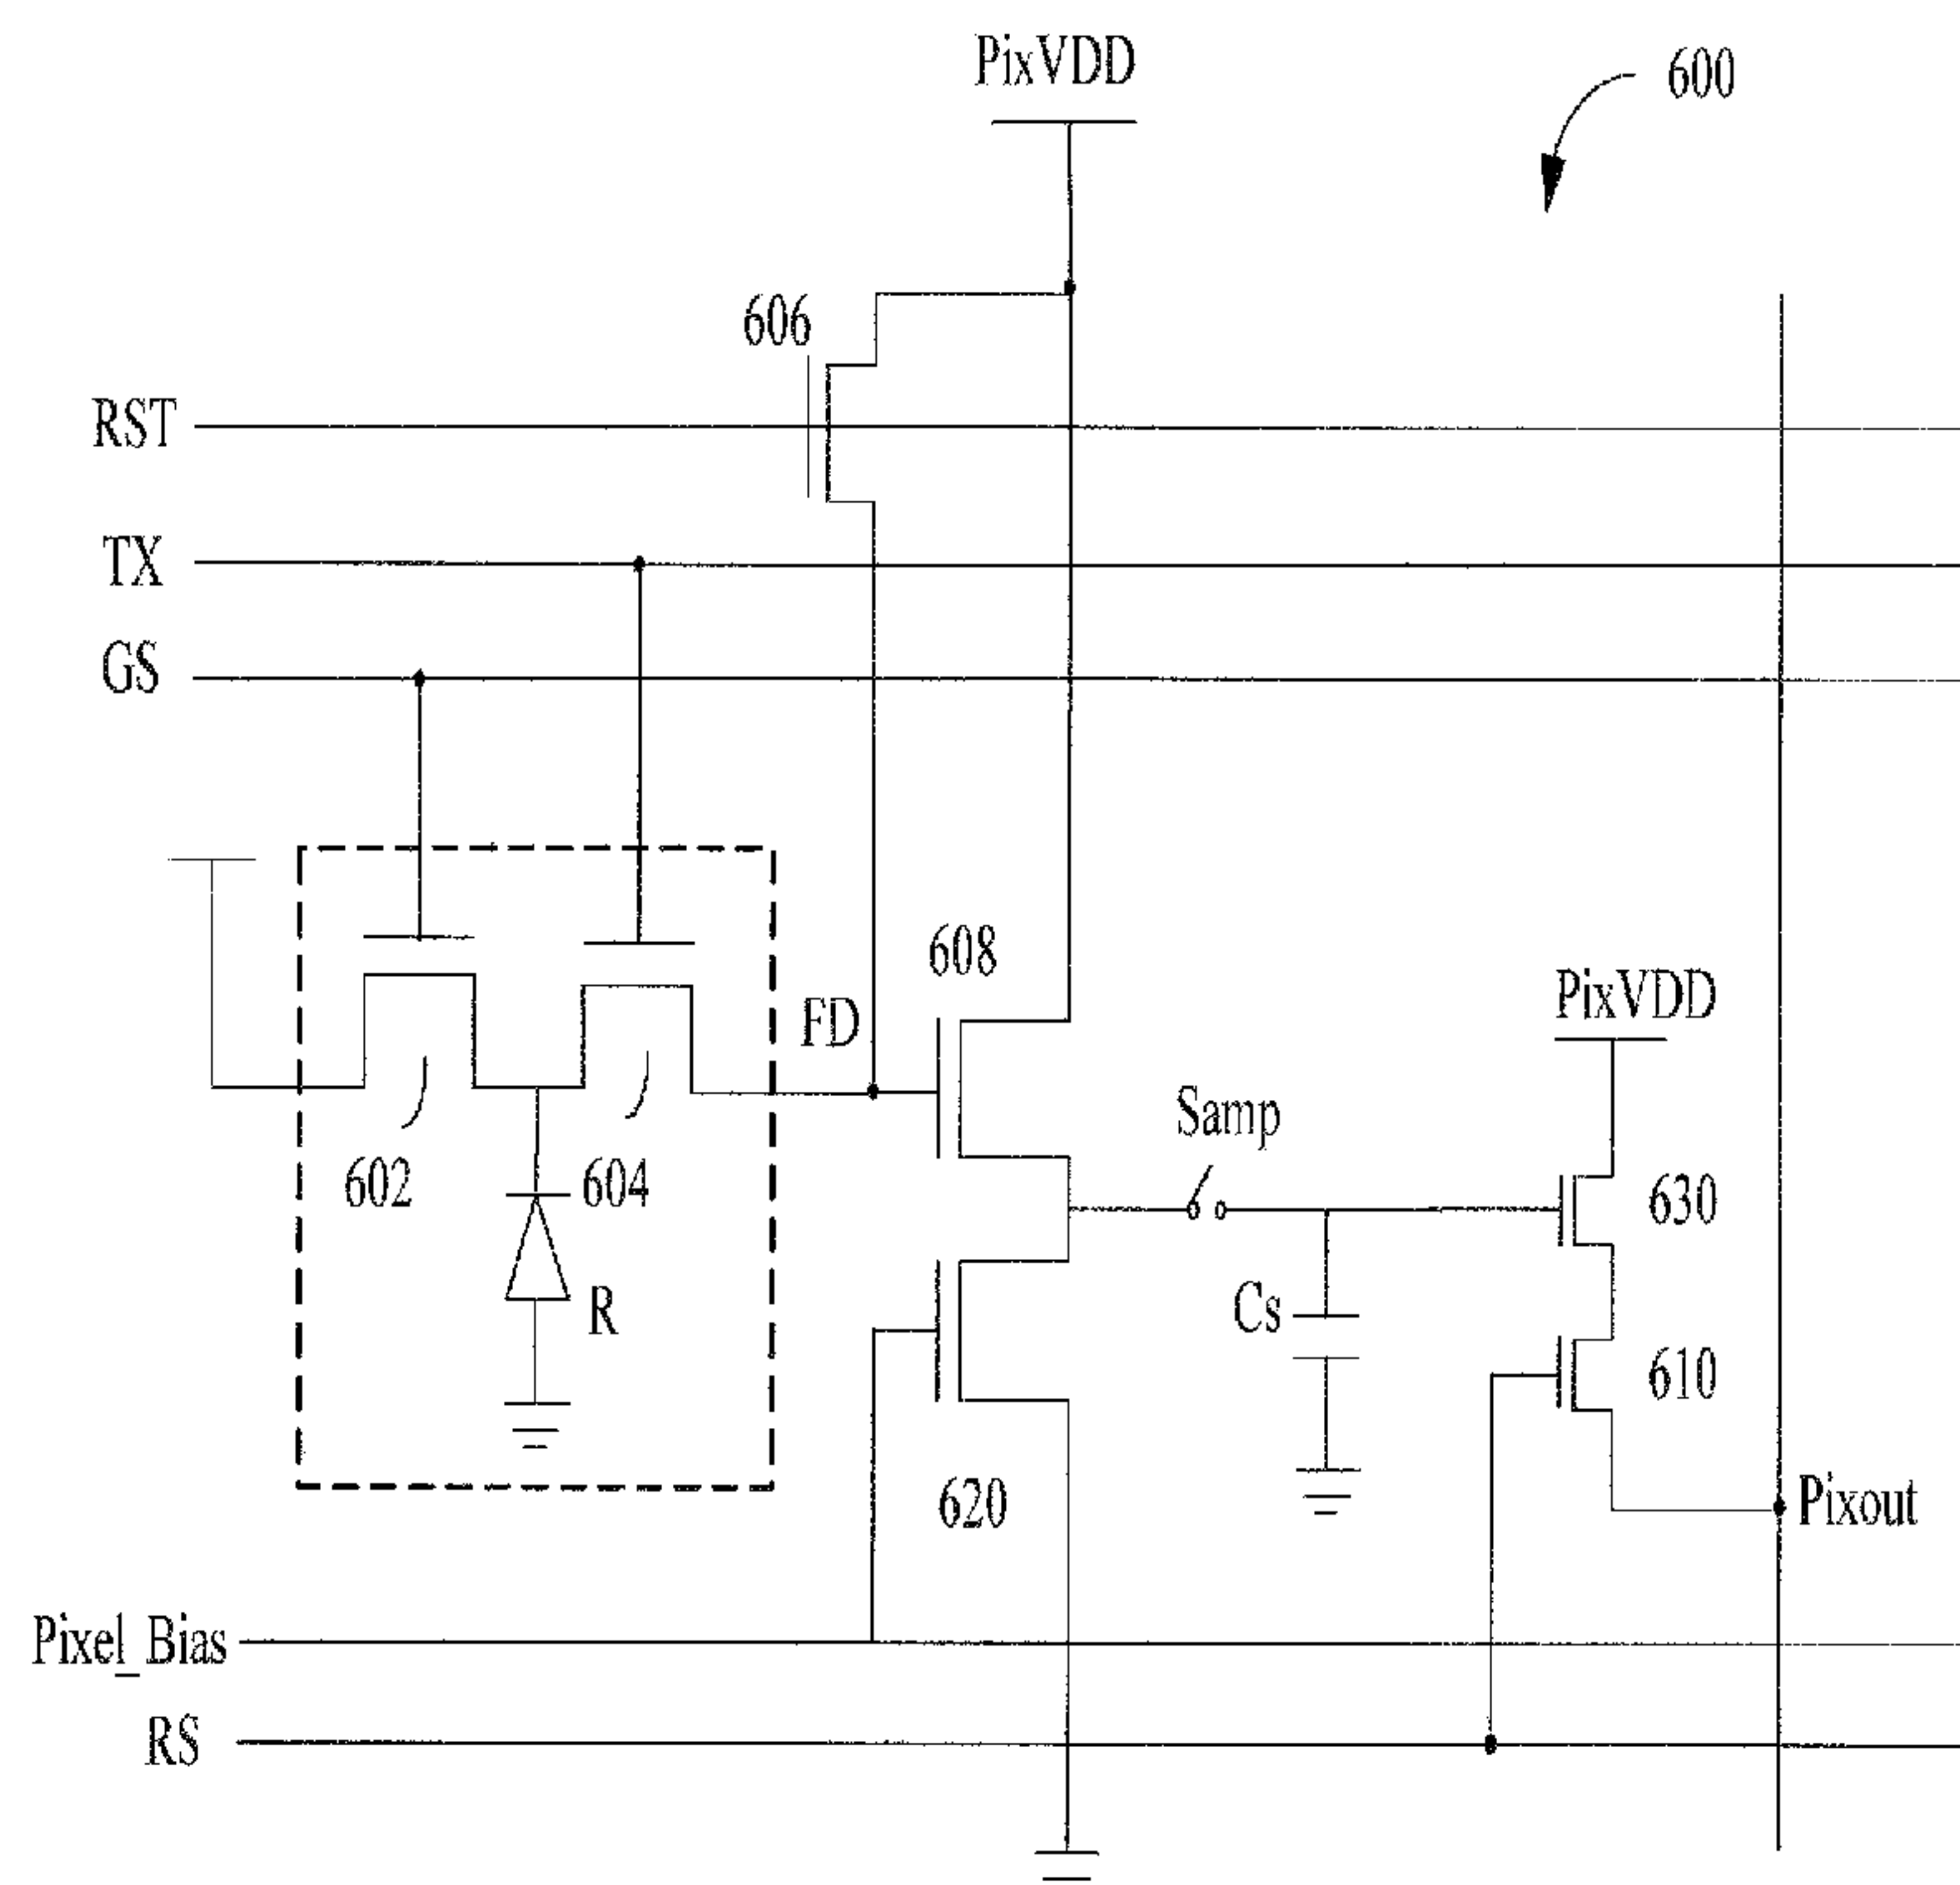 PixVDD
600
606
RST
TX
GS
608
FD
PixVDD
Samp
602
604
630
R
Cs
610
620
Pixout
Pixel_Bias
RS